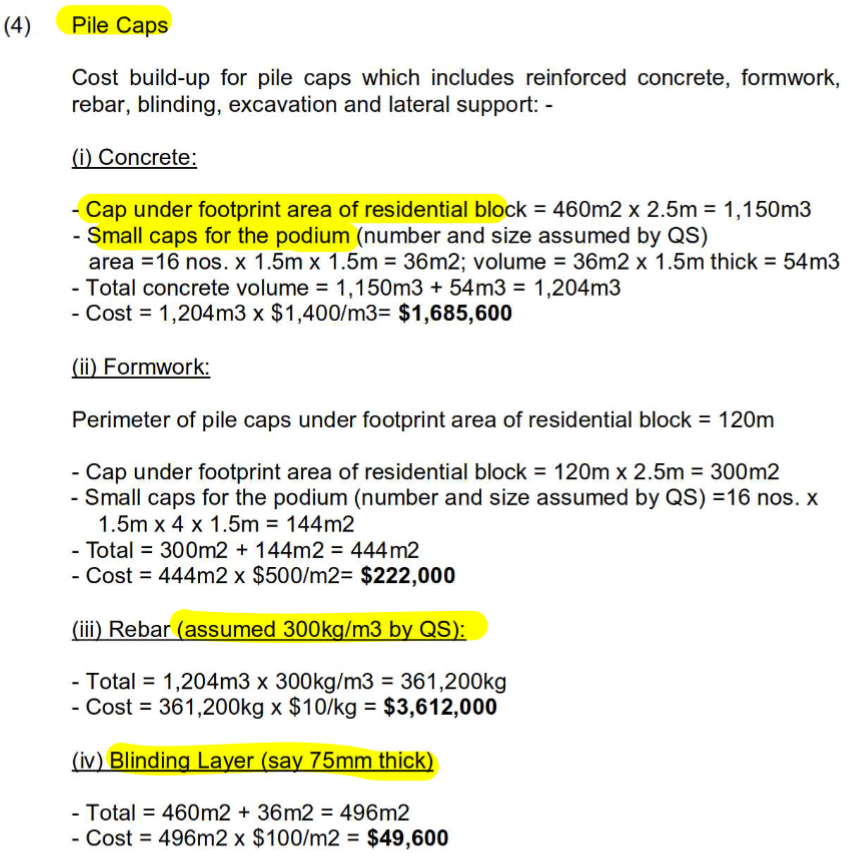 (4) Pile Caps
Cost build-up for pile caps which includes reinforced concrete, formwork,
rebar, blinding, excavation and lateral support: -
(i) Concrete:
- Cap under footprint area of residential block = 460m2 x 2.5m = 1,150m3
- Small caps for the podium (number and size assumed by QS)
area =16 nos. x 1.5m x 1.5m = 36m2; volume = 36m2 x 1.5m thick = 54m3
- Total concrete volume = 1,150m3 + 54m3 = 1,204m3
- Cost = 1,204m3 x $1,400/m3= $1,685,600
(ii) Formwork:
Perimeter of pile caps under footprint area of residential block = 120m
- Cap under footprint area of residential block = 120m x 2.5m = 300m2
- Small caps for the podium (number and size assumed by QS) =16 nos. x
1.5m x 4 x 1.5m = 144m2
- Total = 300m2 + 144m2 = 444m2
- Cost = 444m2 x $500/m2= $222,000
(iii) Rebar (assumed 300kg/m3 by QS):
- Total = 1,204m3 x 300kg/m3 = 361,200kg
- Cost = 361,200kg x $10/kg = $3,612,000
(iv) Blinding Layer (say 75mm thick)
- Total = 460m2 + 36m2 = 496m2
- Cost = 496m2 x $100/m2 = $49,600